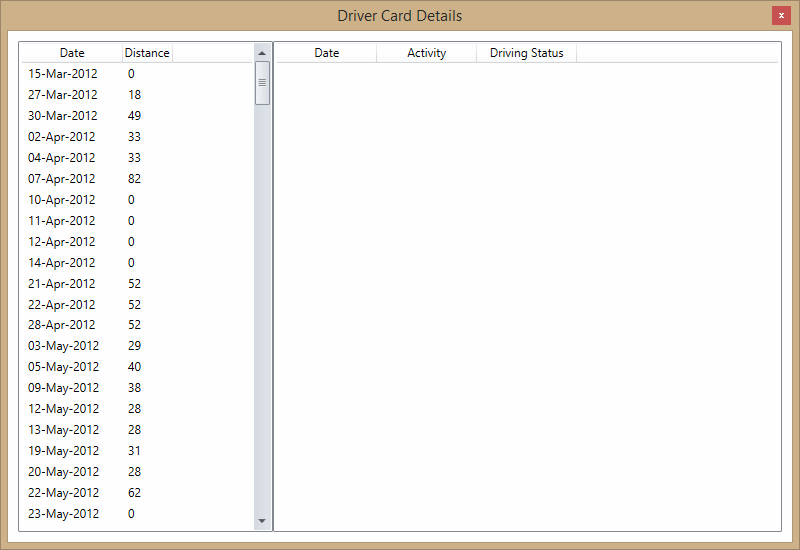 Driver Card Details
x
Date Distance
15-Mar-2012 0
27-Mar-2012 18
30-Mar-2012 49
02-Apr-2012 33
04-Apr-2012 33
07-Apr-2012 82
10-Apr-2012 0
11-Apr-2012 0
12-Apr-2012 0
14-Apr-2012 0
21-Apr-2012 52
22-Apr-2012 52
28-Apr-2012 52
03-May-2012 29
05-May-2012 40
09-May-2012 38
12-May-2012 28
13-May-2012 28
19-May-2012 31
20-May-2012 28
22-May-2012 62
23-May-2012 0
Date Activity Driving Status